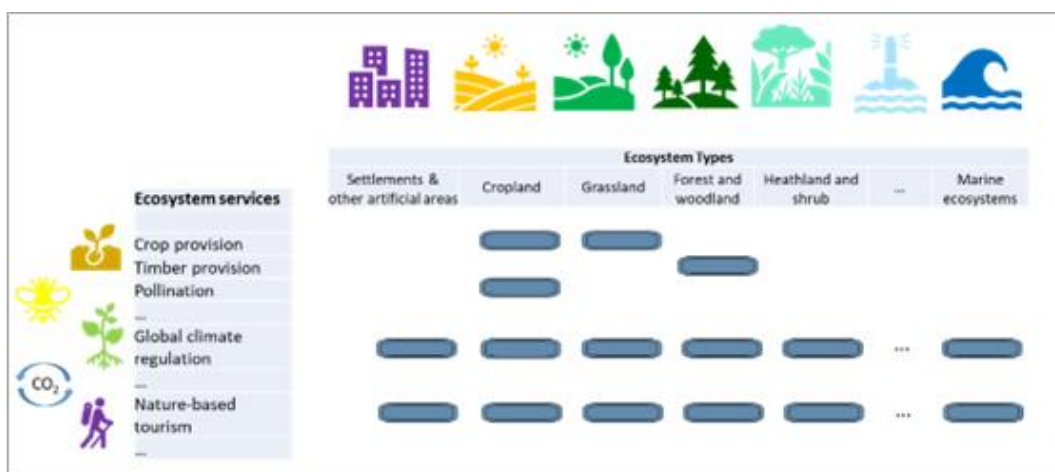 Ecosystem Types
Settlements &
other artificial areas
Cropland
Grassland
Forest and
woodland
Heathland and
shrub
...
Marine
ecosystems
Ecosystem services
Crop provision
Timber provision
Pollination
...
Global climate
regulation
...
...
CO₂
Nature-based
tourism
...
...